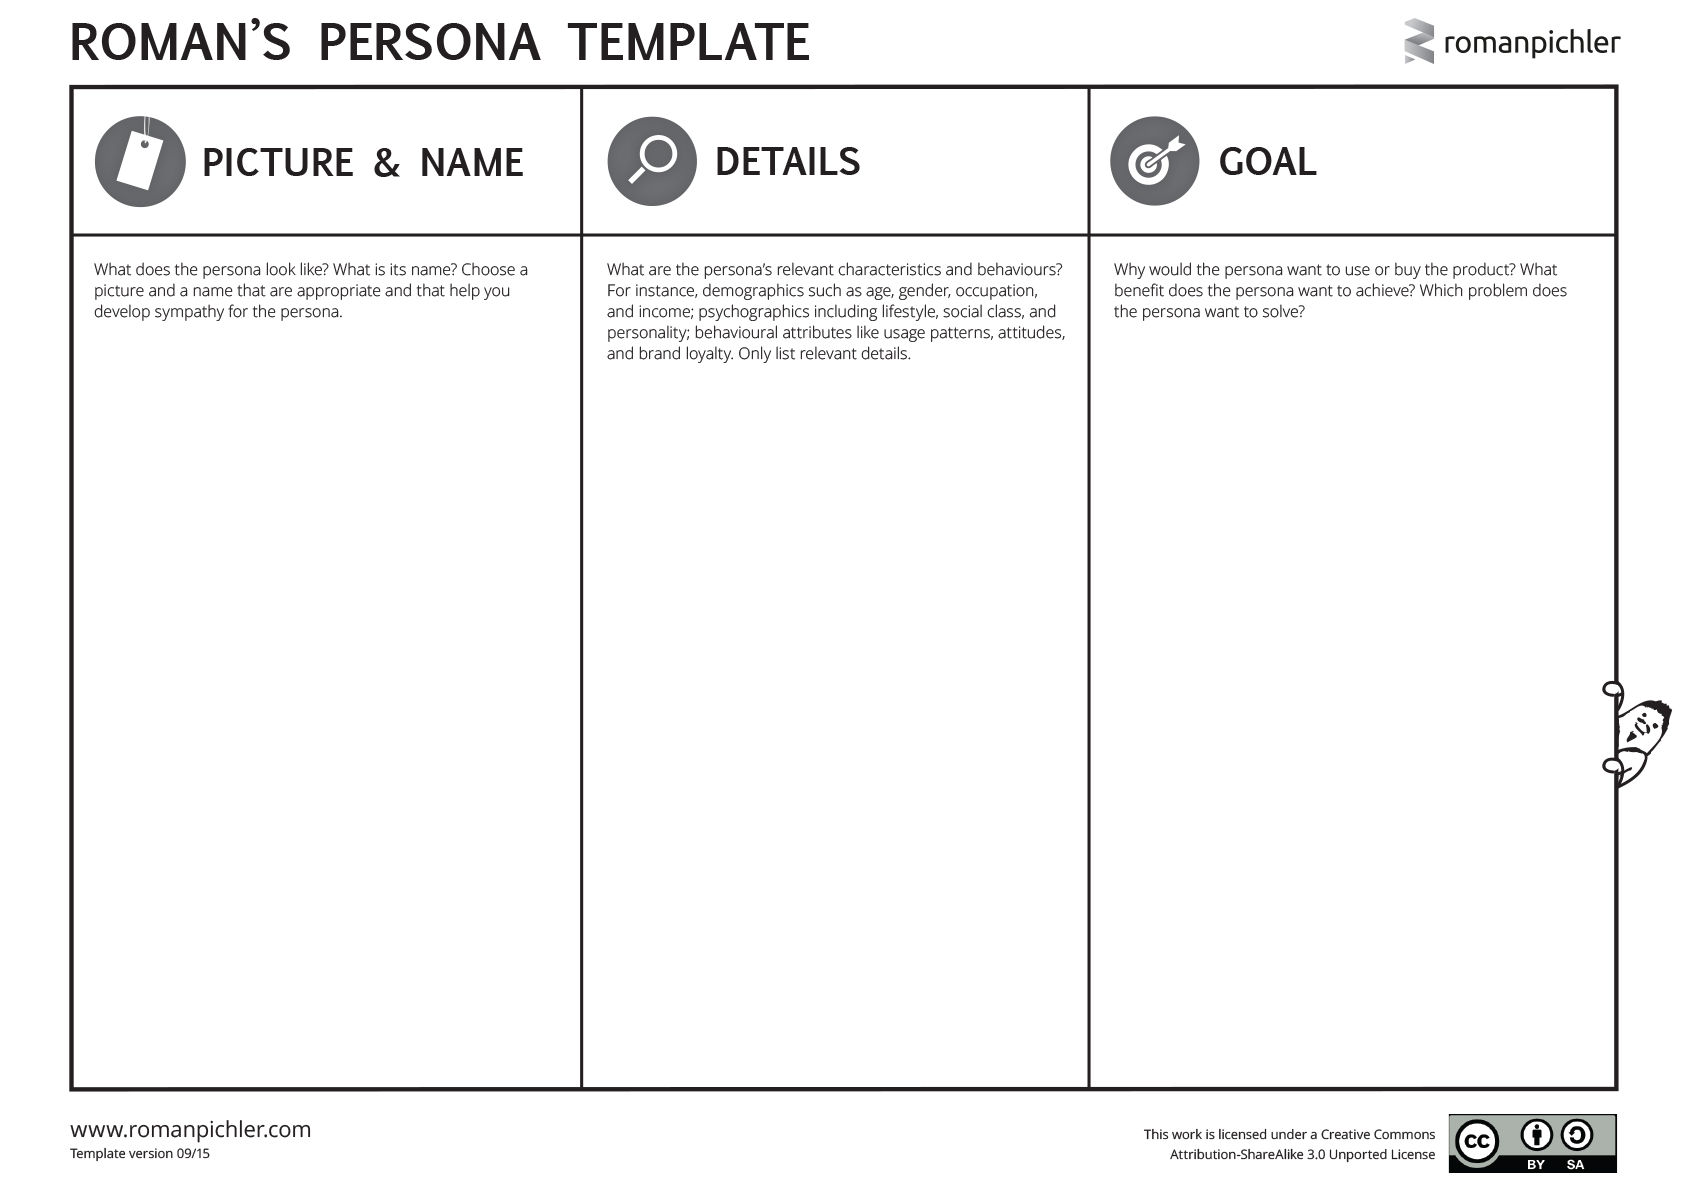 ROMAN’S PERSONA TEMPLATE
romanpichler
PICTURE & NAME
DETAILS
GOAL
What does the persona look like? What is its name? Choose a
picture and a name that are appropriate and that help you
develop sympathy for the persona.
What are the persona’s relevant characteristics and behaviours?
For instance, demographics such as age, gender, occupation,
and income; psychographics including lifestyle, social class, and
personality; behavioural attributes like usage patterns, attitudes,
and brand loyalty. Only list relevant details.
Why would the persona want to use or buy the product? What
benefit does the persona want to achieve? Which problem does
the persona want to solve?
www.romanpichler.com
Template version 09/15
This work is licensed under a Creative Commons
Attribution-ShareAlike 3.0 Unported License
cc
BY SA